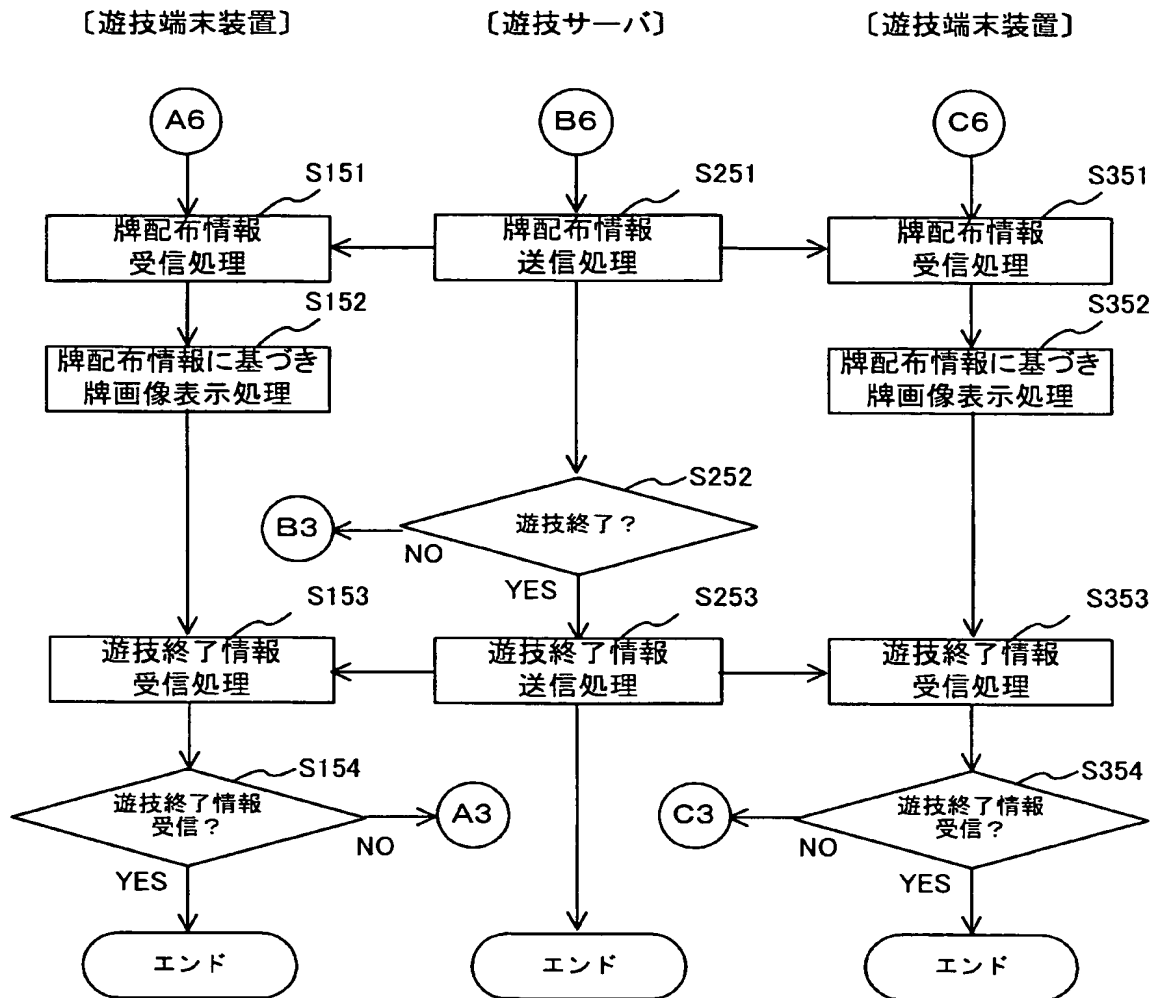 〔遊技端末装置〕
〔遊技サーバ〕
〔遊技端末装置〕
A6
B6
C6
S151
S251
S351
牌配布情報
受信処理
牌配布情報
送信処理
牌配布情報
受信処理
S152
S352
牌配布情報に基づき
牌画像表示処理
牌配布情報に基づき
牌画像表示処理
S252
遊技終了?
B3
NO
YES
S153
S253
S353
遊技終了情報
受信処理
遊技終了情報
送信処理
遊技終了情報
受信処理
S154
S354
遊技終了情報
受信?
A3
C3
遊技終了情報
受信?
NO
NO
YES
YES
エンド
エンド
エンド